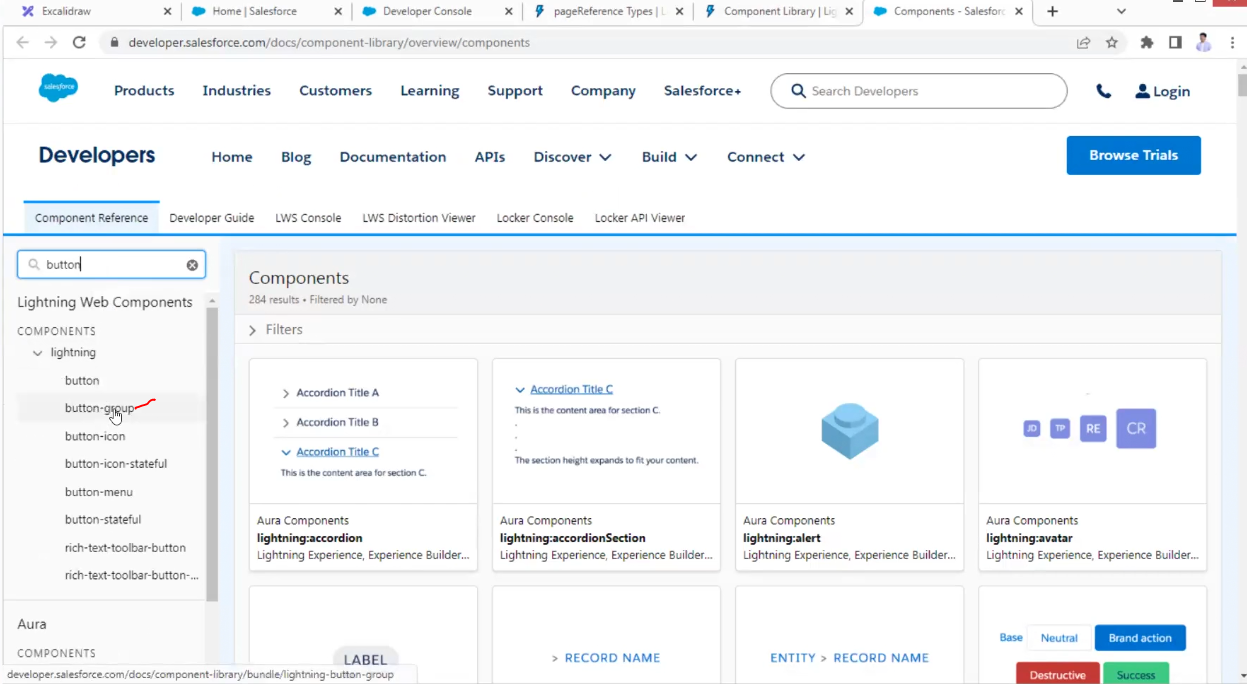 Excalidraw
Home | Salesforce
Developer Console
pageReference Types | L
Component Library | Lig
Components - Salesforc
developer.salesforce.com/docs/component-library/overview/components
salesforce
Products
Industries
Customers
Learning
Support
Company
Salesforce+
Search Developers
Login
Developers
Home
Blog
Documentation
APIs
Discover
Build
Connect
Browse Trials
Component Reference
Developer Guide
LWS Console
LWS Distortion Viewer
Locker Console
Locker API Viewer
button
Lightning Web Components
COMPONENTS
lightning
button
button-group
button-icon
button-icon-stateful
button-menu
button-stateful
rich-text-toolbar-button
rich-text-toolbar-button-...
Aura
COMPONENTS
Components
284 results • Filtered by None
Filters
Accordion Title A
Accordion Title B
Accordion Title C
This is the content area for section C.
Aura Components
lightning:accordion
Lightning Experience, Experience Builder...
Accordion Title C
This is the content area for section C.
.
.
.
The section height expands to fit your content.
Aura Components
lightning:accordionSection
Lightning Experience, Experience Builder...
Aura Components
lightning:alert
Lightning Experience, Experience Builder...
JD
TP
RE
CR
Aura Components
lightning:avatar
Lightning Experience, Experience Builder...
LABEL
> RECORD NAME
ENTITY > RECORD NAME
Base
Neutral
Brand action
Destructive
Success
developer.salesforce.com/docs/component-library/bundle/lightning-button-group